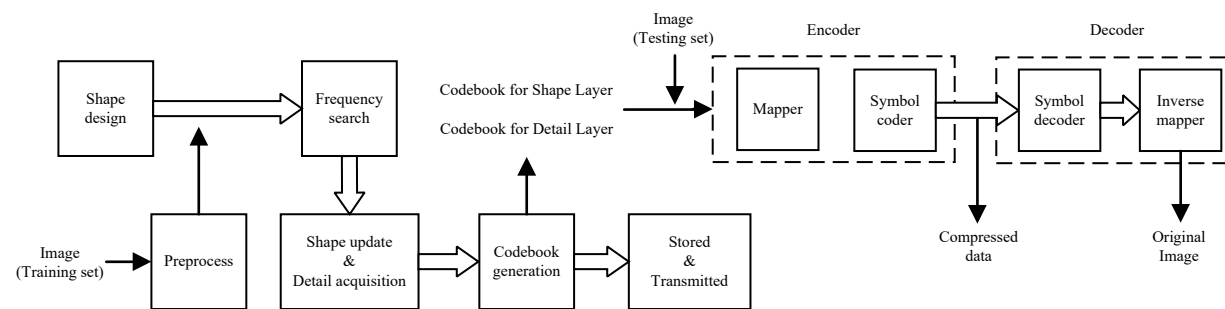 Image
(Testing set)
Encoder
Decoder
Shape
design
Frequency
search
Codebook for Shape Layer
Codebook for Detail Layer
Mapper
Symbol
coder
Symbol
decoder
Inverse
mapper
Image
(Training set)
Preprocess
Shape update
&
Detail acquisition
Codebook
generation
Stored
&
Transmitted
Compressed
data
Original
Image